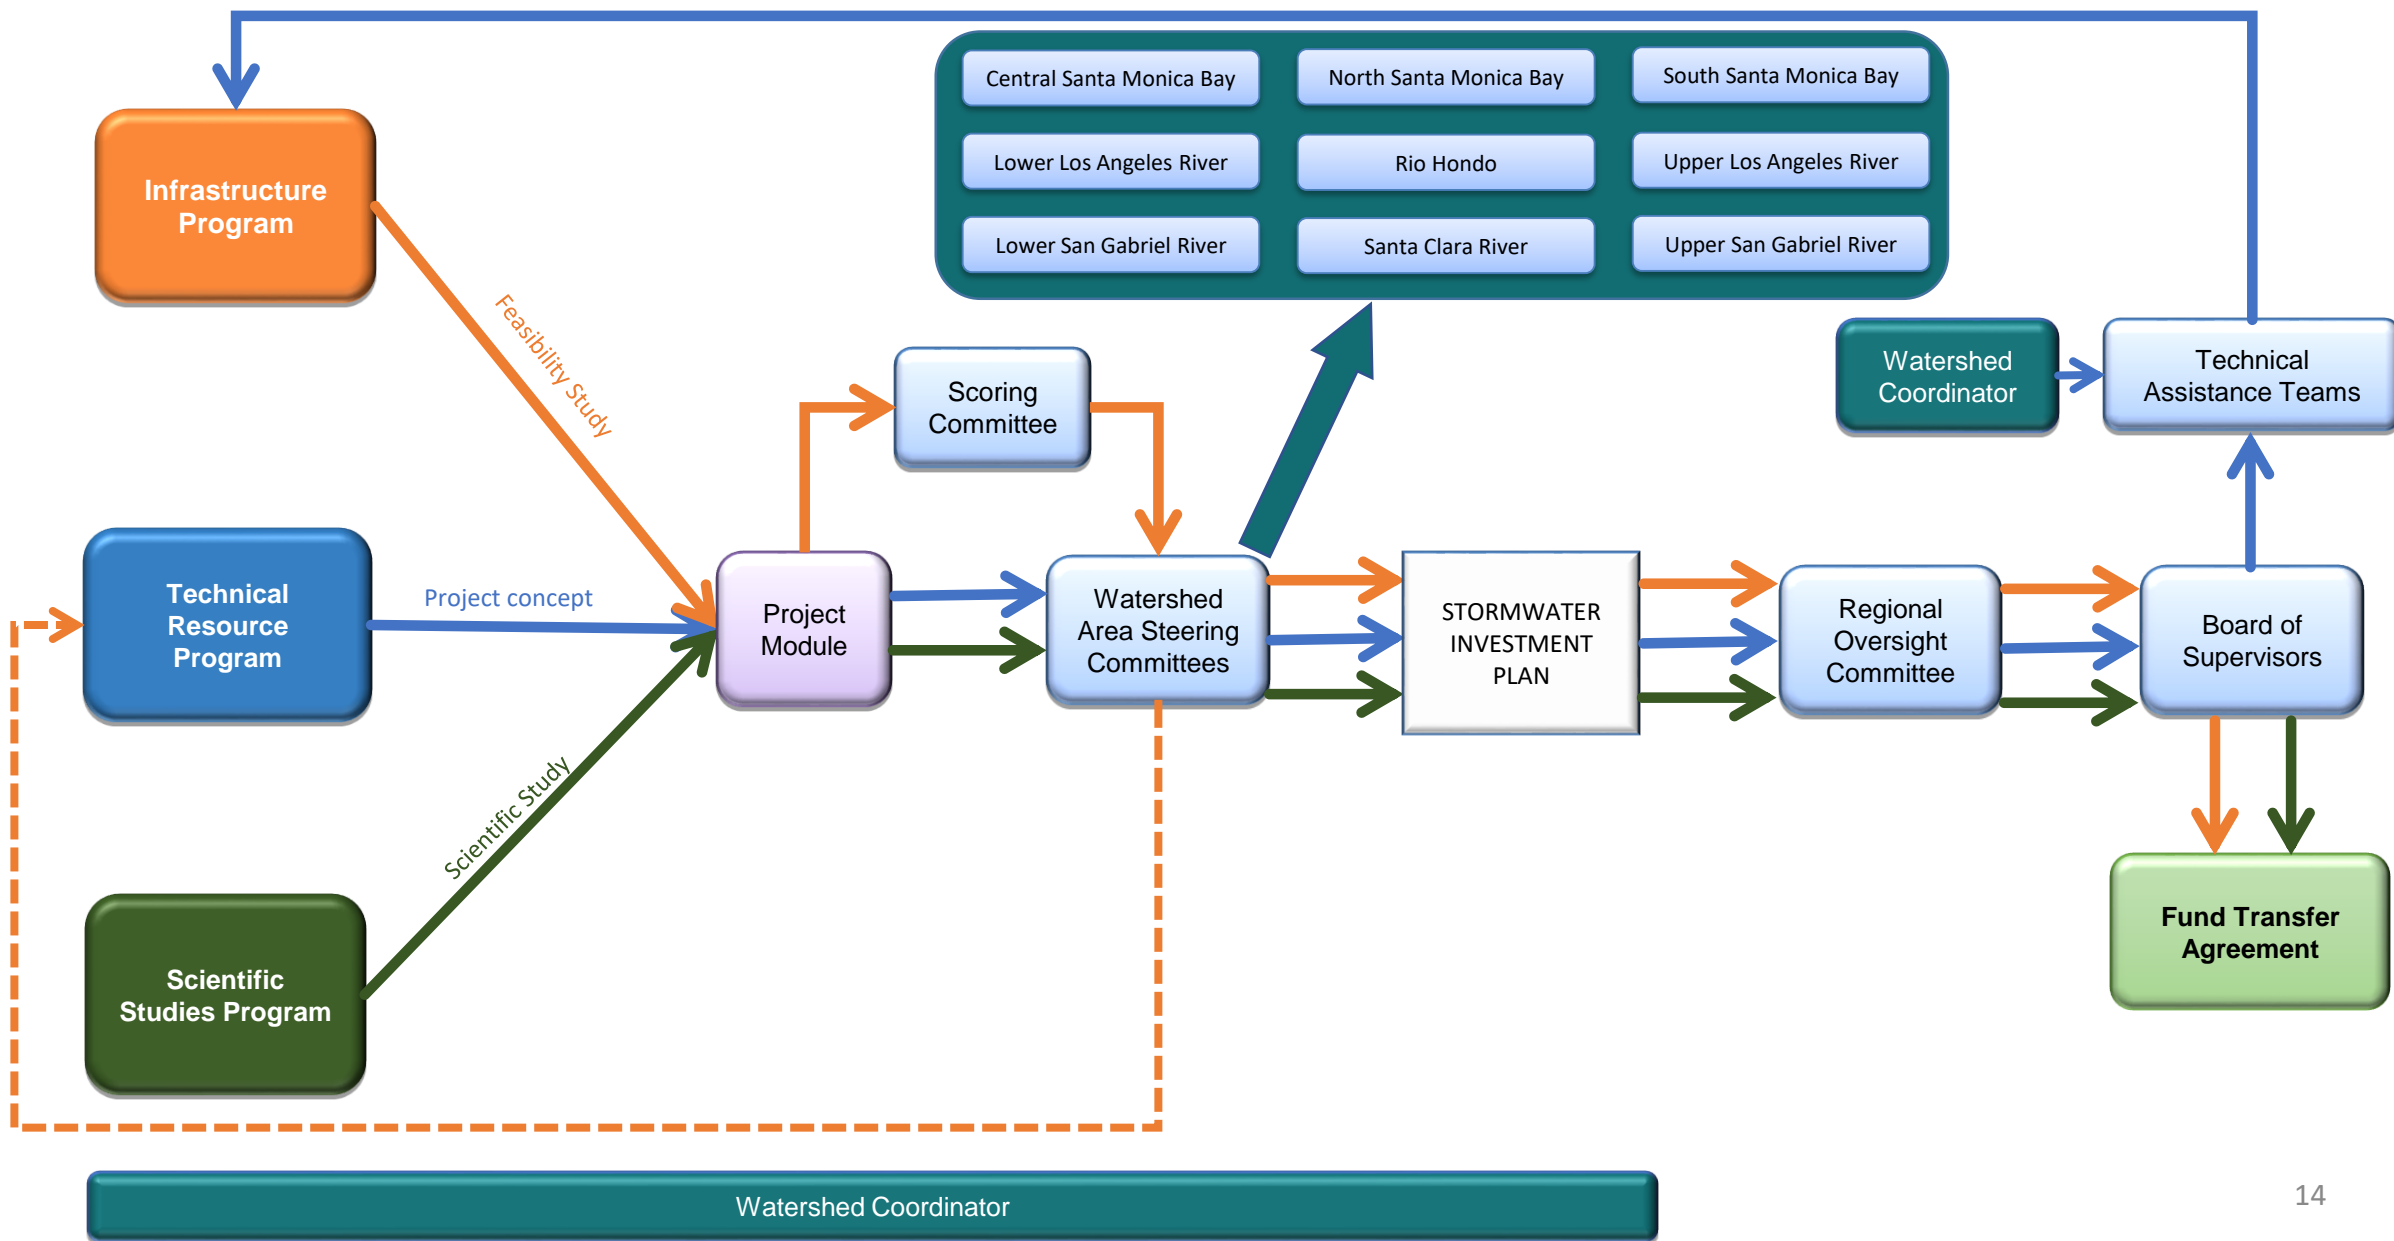 Central Santa Monica Bay
North Santa Monica Bay
South Santa Monica Bay
Lower Los Angeles River
Rio Hondo
Upper Los Angeles River
Lower San Gabriel River
Santa Clara River
Upper San Gabriel River
Infrastructure
Program
Feasibility Study
Scoring
Committee
Watershed
Coordinator
Technical
Assistance Teams
Technical
Resource
Program
Project concept
Project
Module
Watershed
Area Steering
Committees
STORMWATER
INVESTMENT
PLAN
Regional
Oversight
Committee
Board of
Supervisors
Scientific Study
Scientific
Studies Program
Fund Transfer
Agreement
Watershed Coordinator
14